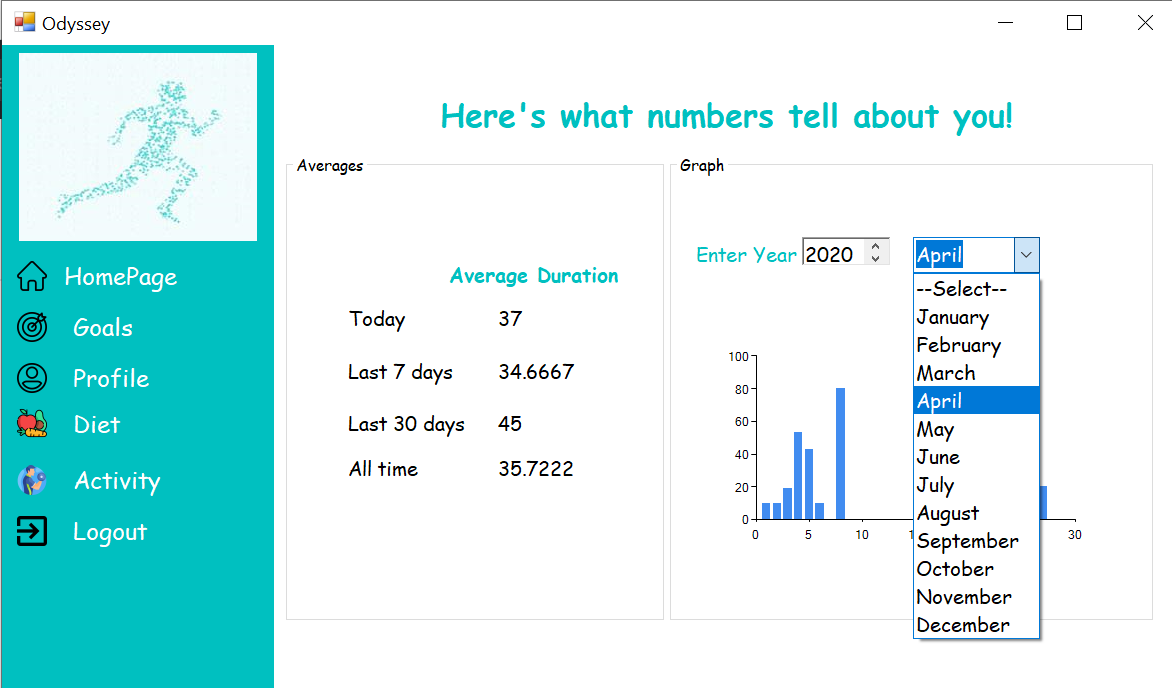 Odyssey
HomePage
Goals
Profile
Diet
Activity
Logout
Here's what numbers tell about you!
Averages
Average Duration
Today 37
Last 7 days 34.6667
Last 30 days 45
All time 35.7222
Graph
Enter Year 2020 April
--Select--
January
February
March
April
May
June
July
August
September
October
November
December
100
80
60
40
20
0
0 5 10 30